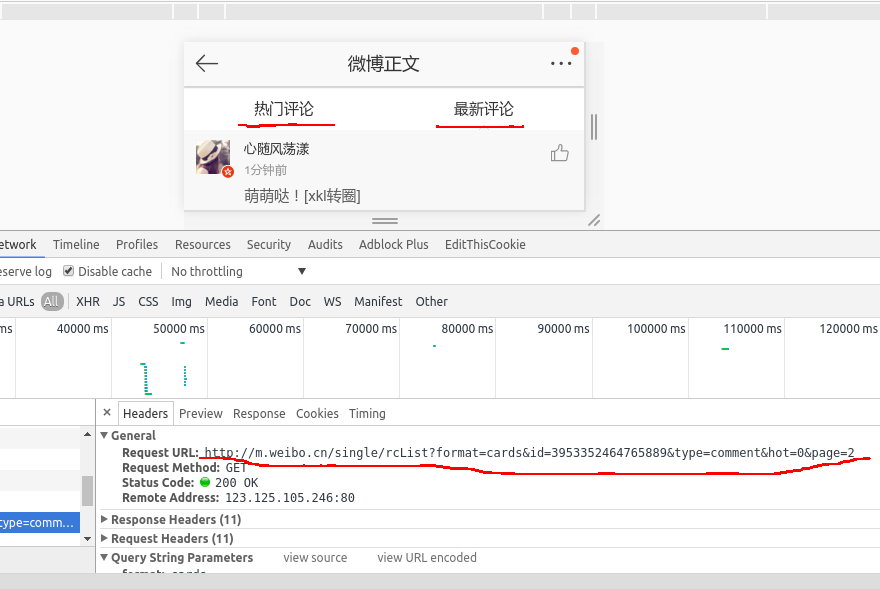 微博正文
热门评论 最新评论
心随风荡漾
1分钟前
萌萌哒！[xkl转圈]
etwork Timeline Profiles Resources Security Audits Adblock Plus EditThisCookie
eserve log Disable cache No throttling
a URLs All XHR JS CSS Img Media Font Doc WS Manifest Other
ms 40000 ms 50000 ms 60000 ms 70000 ms 80000 ms 90000 ms 100000 ms 110000 ms 120000 ms
× Headers Preview Response Cookies Timing
General
Request URL: http://m.weibo.cn/single/rcList?format=cards&id=3953352464765889&type=comment&hot=0&page=2
Request Method: GET
Status Code: 200 OK
Remote Address: 123.125.105.246:80
Response Headers (11)
type=comm...
Request Headers (11)
Query String Parameters view source view URL encoded
format: cards